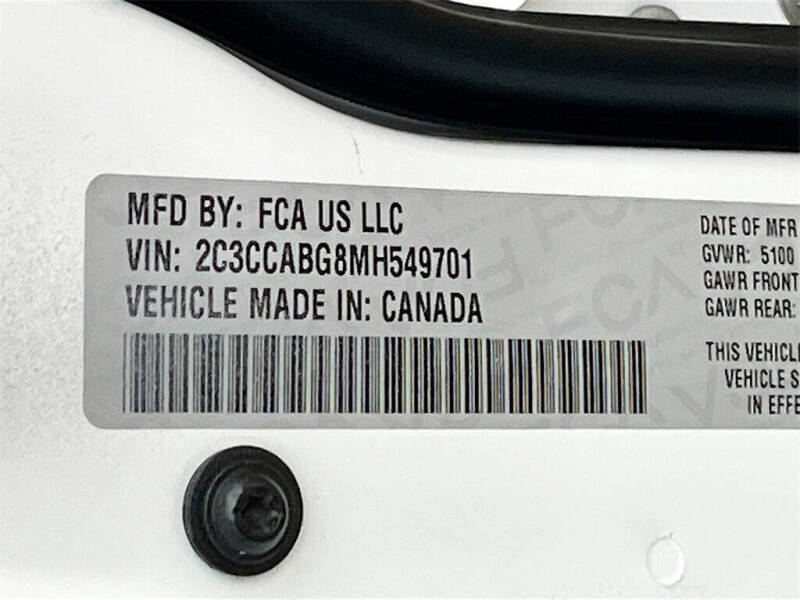 MFD BY: FCA US LLC
VIN: 2C3CCABG8MH549701
VEHICLE MADE IN: CANADA
DATE OF MFR
GVWR: 5100
GAWR FRONT
GAWR REAR:
THIS VEHICLE
VEHICLE S
IN EFFE